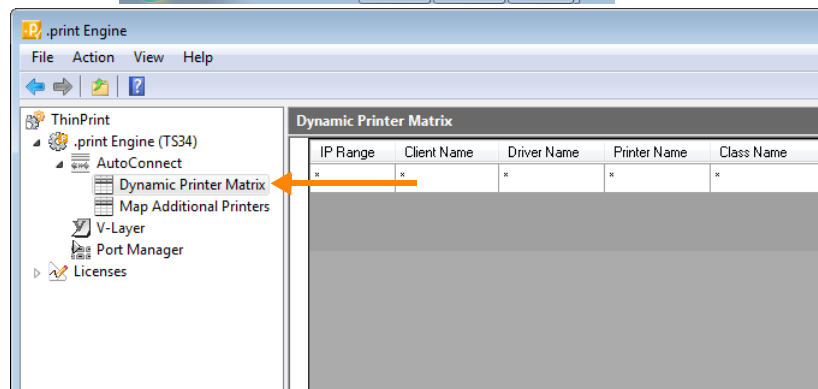 .print Engine
File Action View Help
ThinPrint
.print Engine (TS34)
AutoConnect
Dynamic Printer Matrix
Map Additional Printers
V-Layer
Port Manager
Licenses
Dynamic Printer Matrix
IP Range Client Name Driver Name Printer Name Class Name
* * * * *